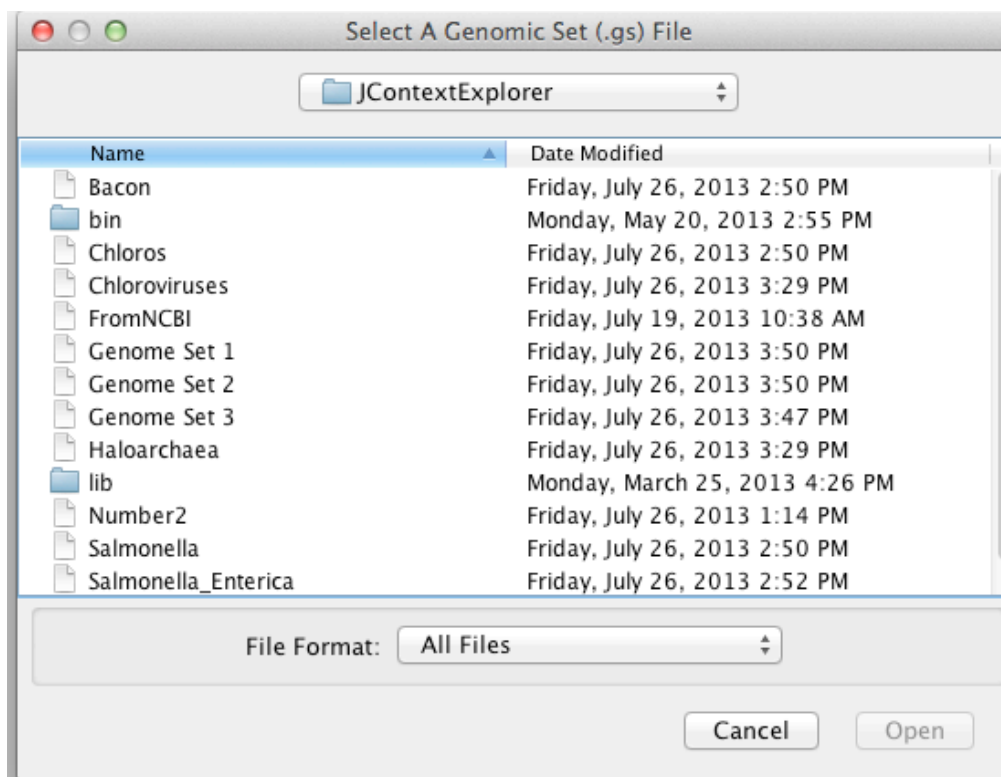 Select A Genomic Set (.gs) File
JContextExplorer
Name Date Modified
Bacon Friday, July 26, 2013 2:50 PM
bin Monday, May 20, 2013 2:55 PM
Chloros Friday, July 26, 2013 2:50 PM
Chloroviruses Friday, July 26, 2013 3:29 PM
FromNCBI Friday, July 19, 2013 10:38 AM
Genome Set 1 Friday, July 26, 2013 3:50 PM
Genome Set 2 Friday, July 26, 2013 3:50 PM
Genome Set 3 Friday, July 26, 2013 3:47 PM
Haloarchaea Friday, July 26, 2013 3:29 PM
lib Monday, March 25, 2013 4:26 PM
Number2 Friday, July 26, 2013 1:14 PM
Salmonella Friday, July 26, 2013 2:50 PM
Salmonella_Enterica Friday, July 26, 2013 2:52 PM
File Format: All Files
Cancel Open